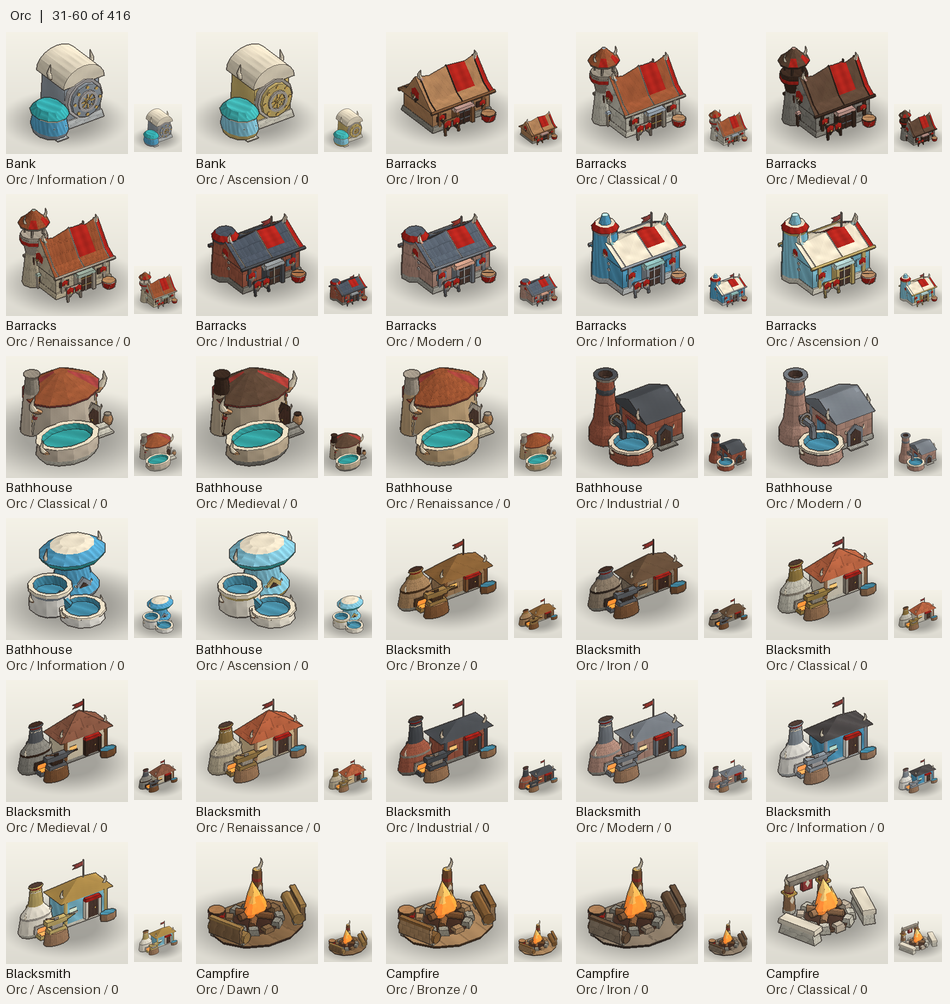 Orc | 31-60 of 416
Bank
Orc / Information / 0
Bank
Orc / Ascension / 0
Barracks
Orc / Iron / 0
Barracks
Orc / Classical / 0
Barracks
Orc / Medieval / 0
Barracks
Orc / Renaissance / 0
Barracks
Orc / Industrial / 0
Barracks
Orc / Modern / 0
Barracks
Orc / Information / 0
Barracks
Orc / Ascension / 0
Bathhouse
Orc / Classical / 0
Bathhouse
Orc / Medieval / 0
Bathhouse
Orc / Renaissance / 0
Bathhouse
Orc / Industrial / 0
Bathhouse
Orc / Modern / 0
Bathhouse
Orc / Information / 0
Bathhouse
Orc / Ascension / 0
Blacksmith
Orc / Bronze / 0
Blacksmith
Orc / Iron / 0
Blacksmith
Orc / Classical / 0
Blacksmith
Orc / Medieval / 0
Blacksmith
Orc / Renaissance / 0
Blacksmith
Orc / Industrial / 0
Blacksmith
Orc / Modern / 0
Blacksmith
Orc / Information / 0
Blacksmith
Orc / Ascension / 0
Campfire
Orc / Dawn / 0
Campfire
Orc / Bronze / 0
Campfire
Orc / Iron / 0
Campfire
Orc / Classical / 0